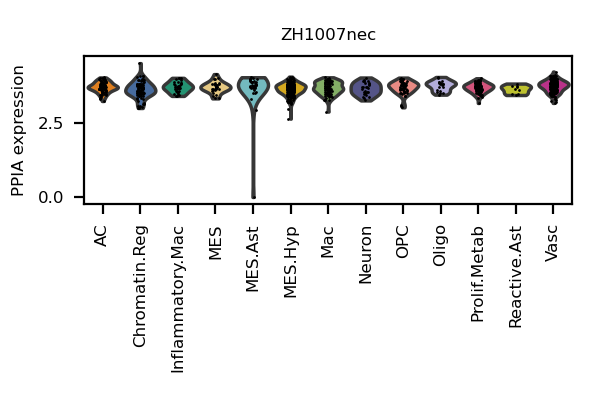 ZH1007nec
PPIA expression
2.5
0.0
AC
Chromatin.Reg
Inflammatory.Mac
MES
MES.Ast
MES.Hyp
Mac
Neuron
OPC
Oligo
Prolif.Metab
Reactive.Ast
Vasc